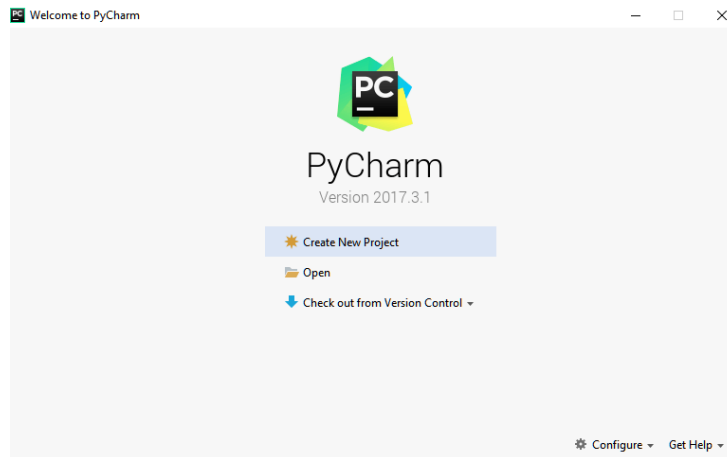 Welcome to PyCharm
PC
PyCharm
Version 2017.3.1
Create New Project
Open
Check out from Version Control
Configure
Get Help